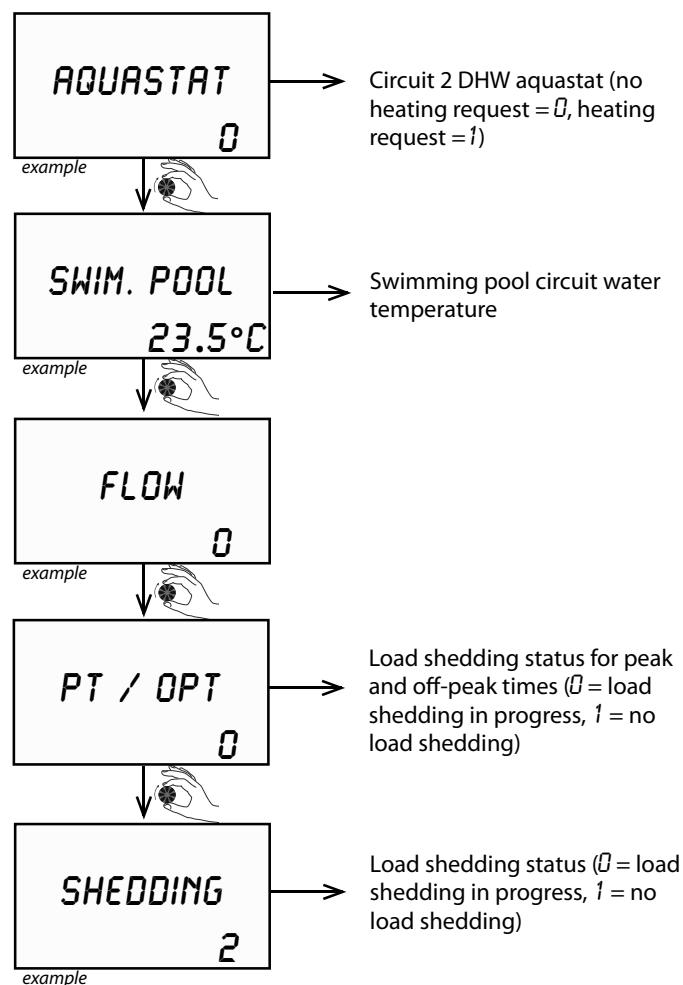 AQUASTAT
0
example
Circuit 2 DHW aquastat (no
heating request = 0, heating
request = 1)
SWIM. POOL
23.5°C
example
Swimming pool circuit water
temperature
FLOW
0
example
PT / OPT
0
Load shedding status for peak
and off-peak times (0 = load
shedding in progress, 1 = no
load shedding)
SHEDDING
2
example
Load shedding status (0 = load
shedding in progress, 1 = no
load shedding)